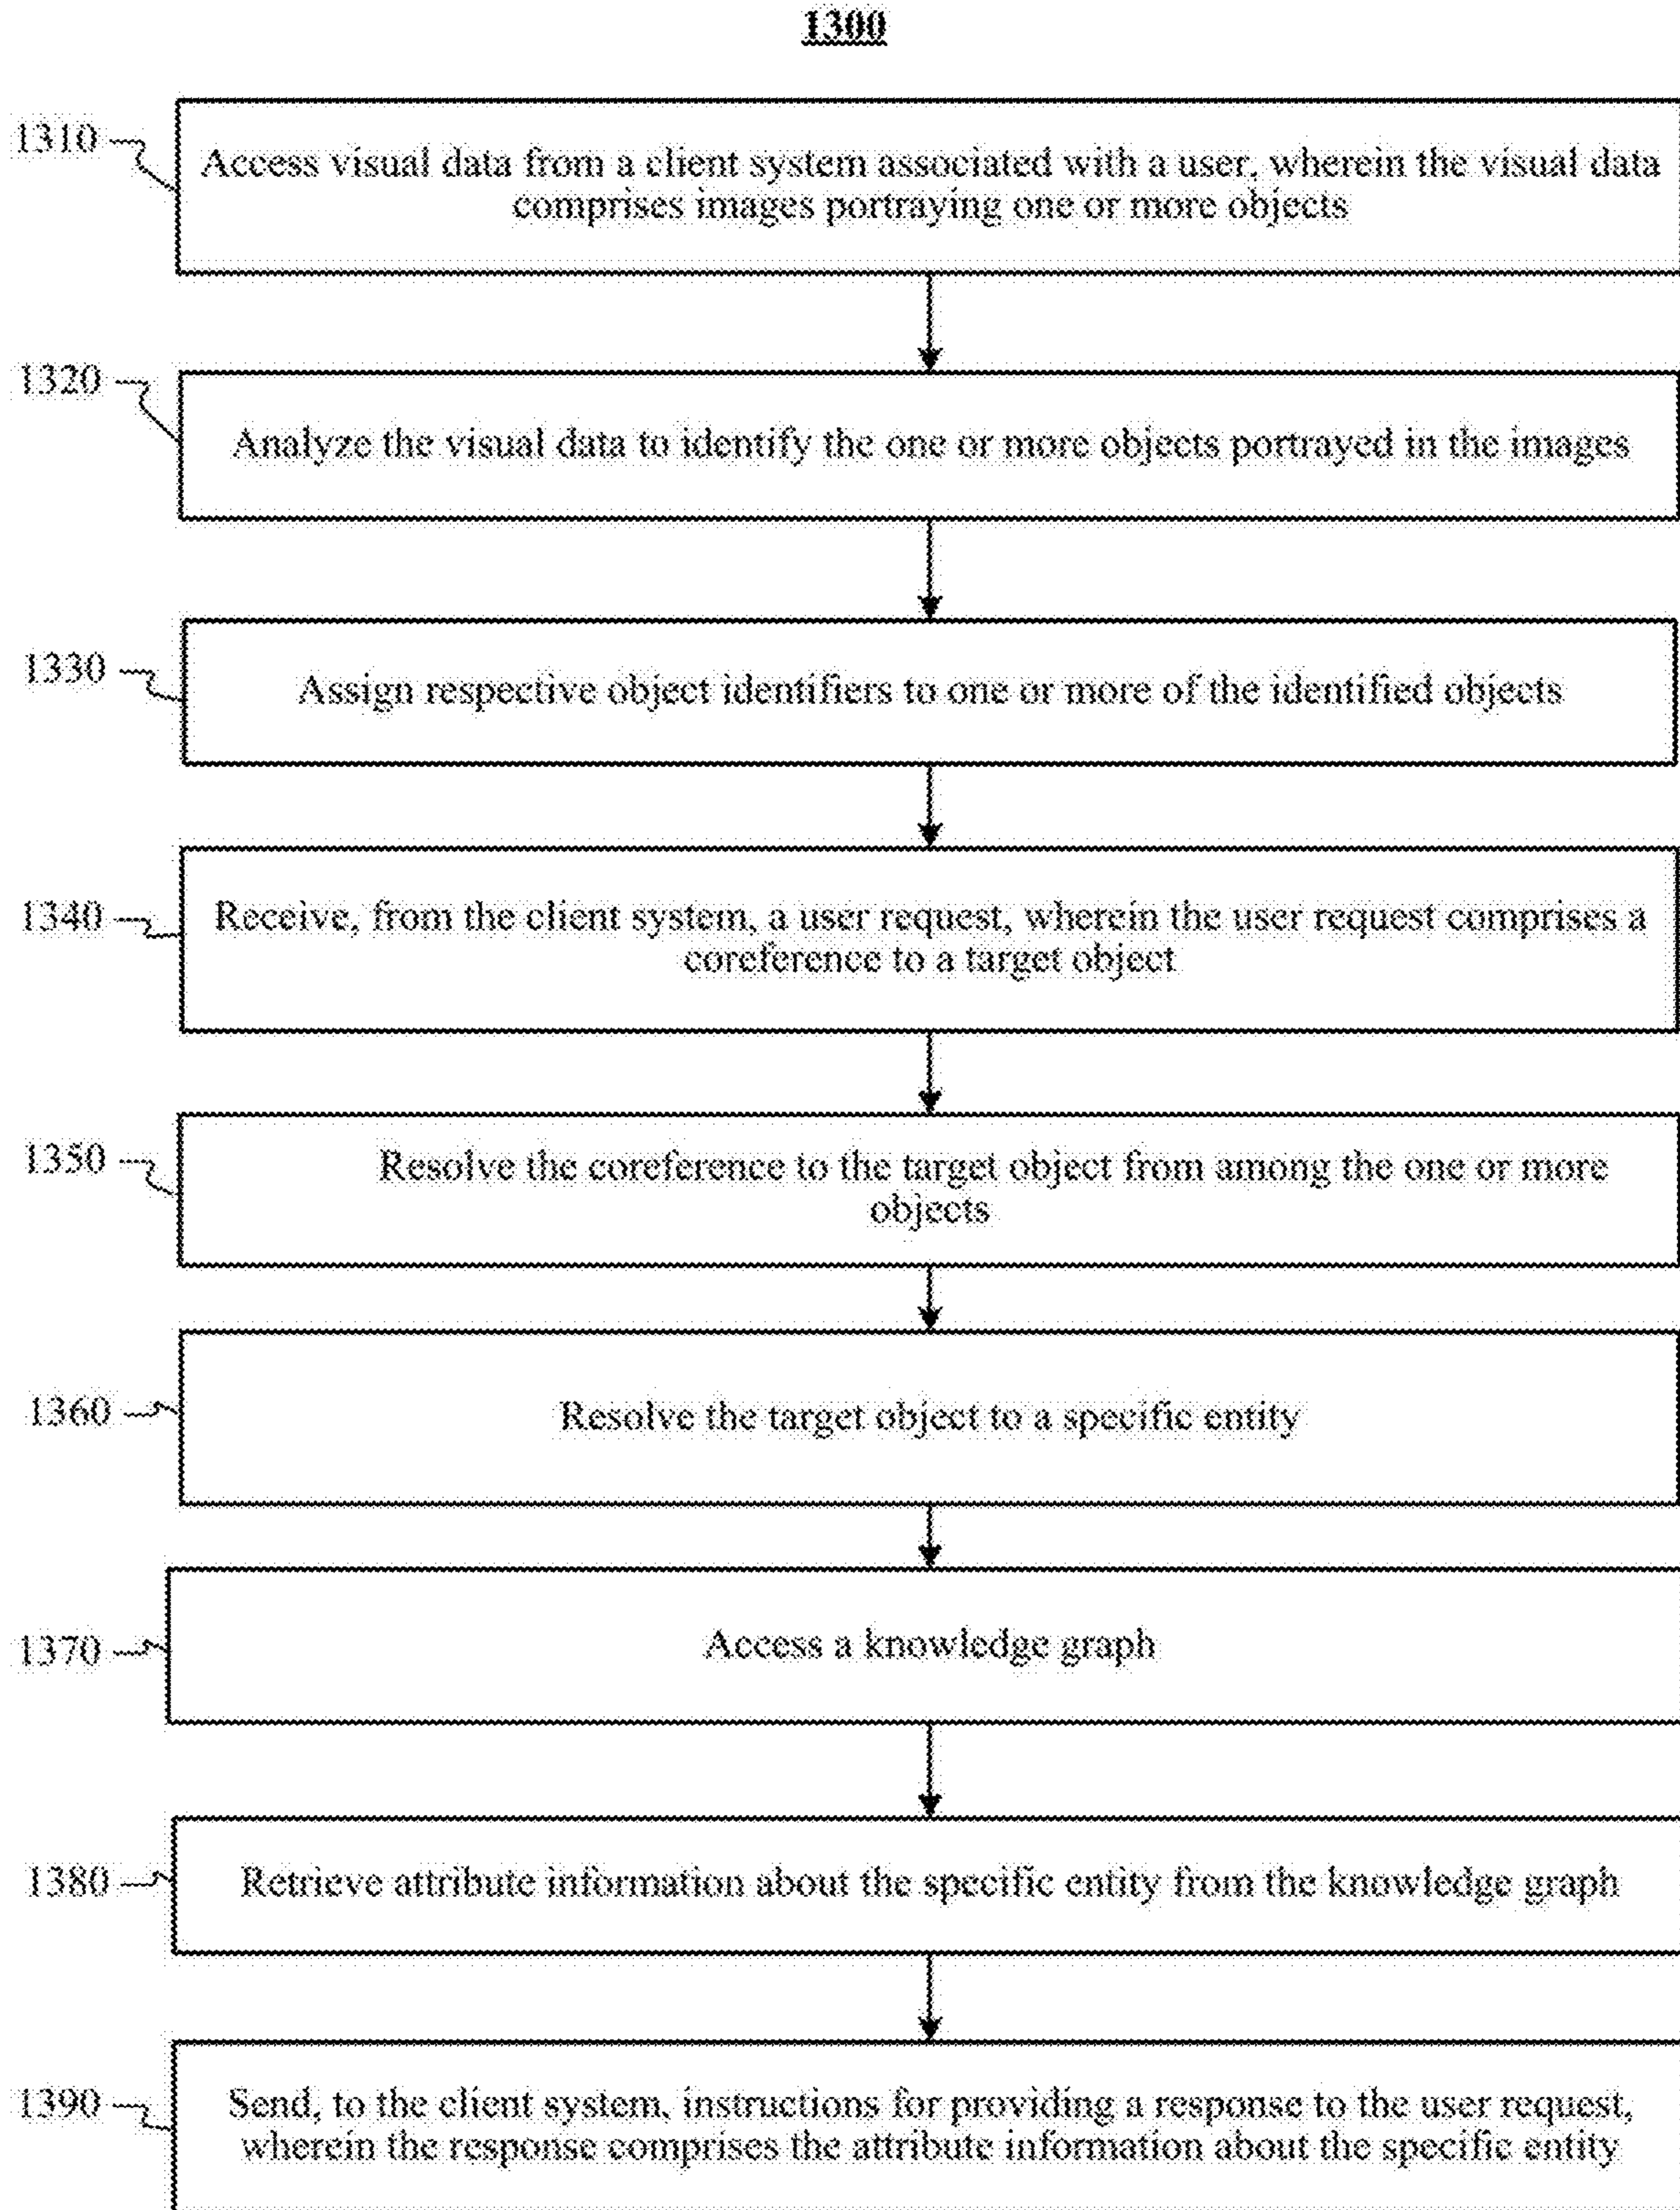 1300
1310
Access visual data from a client system associated with a user, wherein the visual data
comprises images portraying one or more objects
1320
Analyze the visual data to identify the one or more objects portrayed in the images
1330
Assign respective object identifiers to one or more of the identified objects
1340
Receive, from the client system, a user request, wherein the user request comprises a
coreference to a target object
1350
Resolve the coreference to the target object from among the one or more
objects
1360
Resolve the target object to a specific entity
1370
Access a knowledge graph
1380
Retrieve attribute information about the specific entity from the knowledge graph
1390
Send, to the client system, instructions for providing a response to the user request,
wherein the response comprises the attribute information about the specific entity